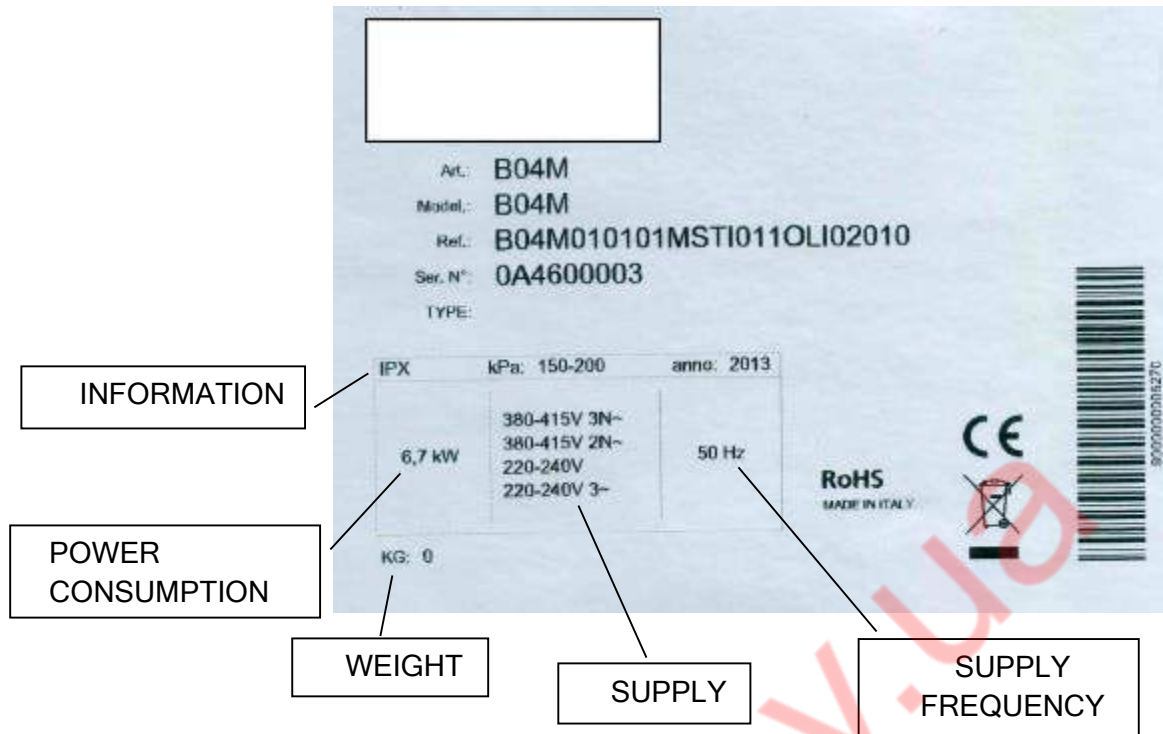 Art.: B04M
Model,: B04M
Ref.: B04M010101MSTI011OLI02010
Ser. N°: 0A4600003
TYPE:
INFORMATION
IPX kPa: 150-200 anno: 2013
6,7 kW
380-415V 3N~
380-415V 2N~
220-240V
220-240V 3~
50 Hz
RoHS
MADE IN ITALY
CE
KG: 0
POWER
CONSUMPTION
WEIGHT
SUPPLY
SUPPLY
FREQUENCY
v.ua